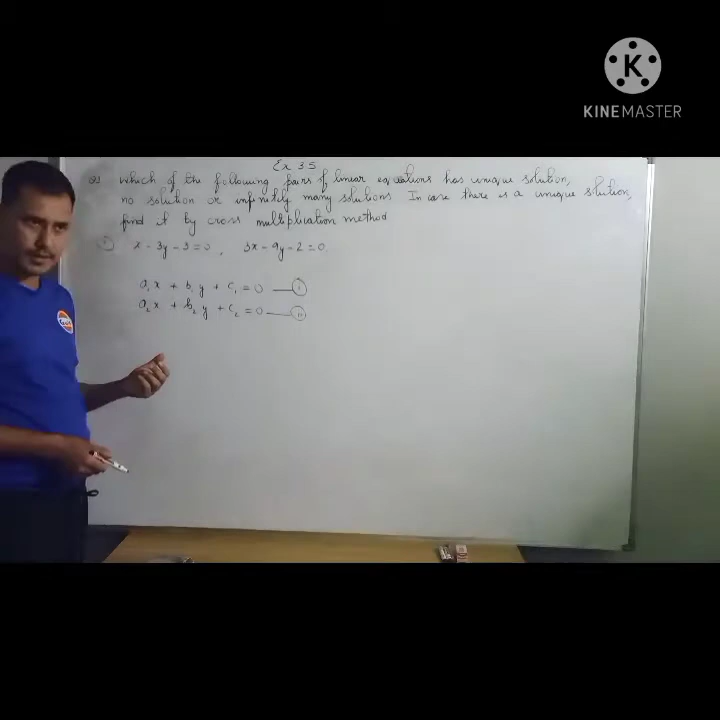 K
KINEMASTER
Ex 3.5
Q1 Which of the following pairs of linear equations has unique solution,
no solution or infinitely many solutions. In case there is a unique solution,
find it by cross multiplication method
i x - 3y - 3 = 0, 3x - 9y - 2 = 0
a₁x + b₁y + c₁ = 0 — i
a₂x + b₂y + c₂ = 0 — ii